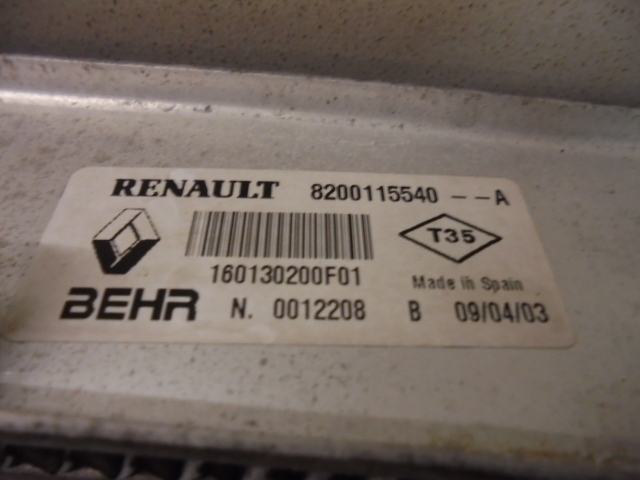 RENAULT 8200115540 -- A
T35
160130200F01 Made in Spain
BEHR N. 0012208 B 09/04/03